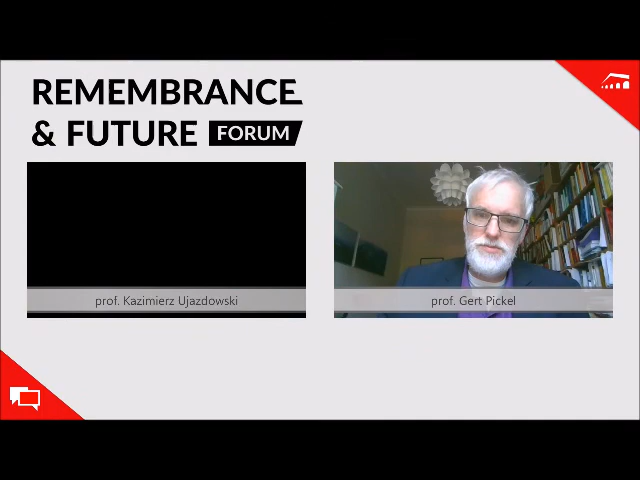 REMEMBRANCE
& FUTURE FORUM
prof. Kazimierz Ujazdowski
prof. Gert Pickel